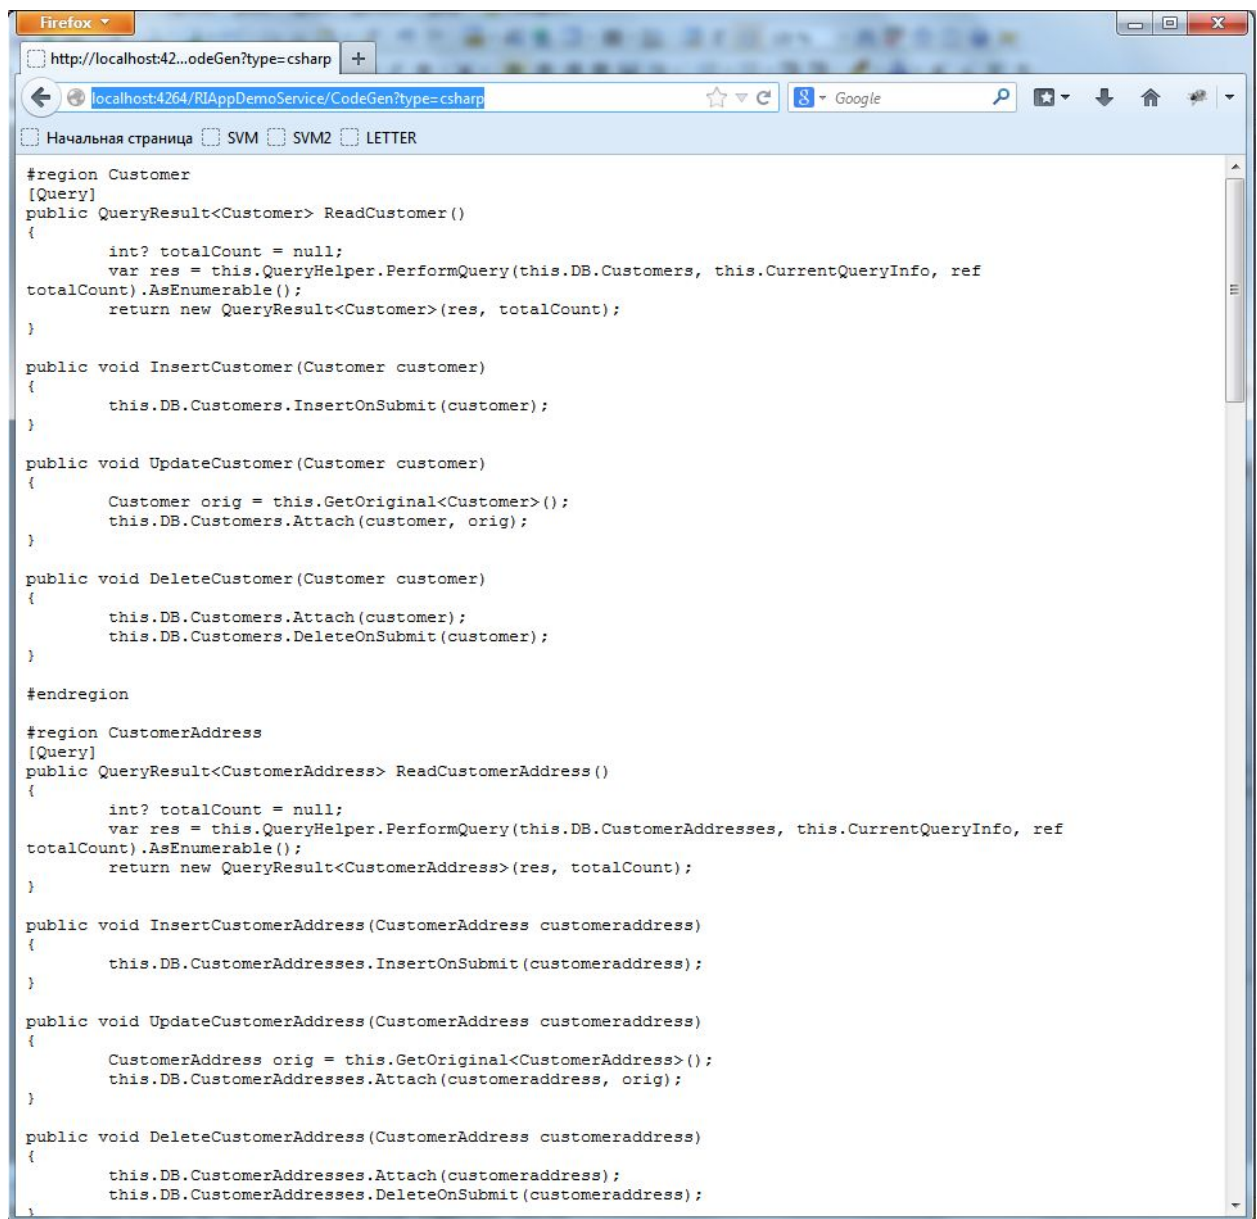 Firefox
http://localhost:42...odeGen?type=csharp +
localhost:4264/RIAppDemoService/CodeGen?type=csharp 8 Google
Начальная страница SVM SVM2 LETTER
#region Customer
[Query]
public QueryResult<Customer> ReadCustomer()
{
        int? totalCount = null;
        var res = this.QueryHelper.PerformQuery(this.DB.Customers, this.CurrentQueryInfo, ref
totalCount).AsEnumerable();
        return new QueryResult<Customer>(res, totalCount);
}

public void InsertCustomer(Customer customer)
{
        this.DB.Customers.InsertOnSubmit(customer);
}

public void UpdateCustomer(Customer customer)
{
        Customer orig = this.GetOriginal<Customer>();
        this.DB.Customers.Attach(customer, orig);
}

public void DeleteCustomer(Customer customer)
{
        this.DB.Customers.Attach(customer);
        this.DB.Customers.DeleteOnSubmit(customer);
}

#endregion

#region CustomerAddress
[Query]
public QueryResult<CustomerAddress> ReadCustomerAddress()
{
        int? totalCount = null;
        var res = this.QueryHelper.PerformQuery(this.DB.CustomerAddresses, this.CurrentQueryInfo, ref
totalCount).AsEnumerable();
        return new QueryResult<CustomerAddress>(res, totalCount);
}

public void InsertCustomerAddress(CustomerAddress customeraddress)
{
        this.DB.CustomerAddresses.InsertOnSubmit(customeraddress);
}

public void UpdateCustomerAddress(CustomerAddress customeraddress)
{
        CustomerAddress orig = this.GetOriginal<CustomerAddress>();
        this.DB.CustomerAddresses.Attach(customeraddress, orig);
}

public void DeleteCustomerAddress(CustomerAddress customeraddress)
{
        this.DB.CustomerAddresses.Attach(customeraddress);
        this.DB.CustomerAddresses.DeleteOnSubmit(customeraddress);
}